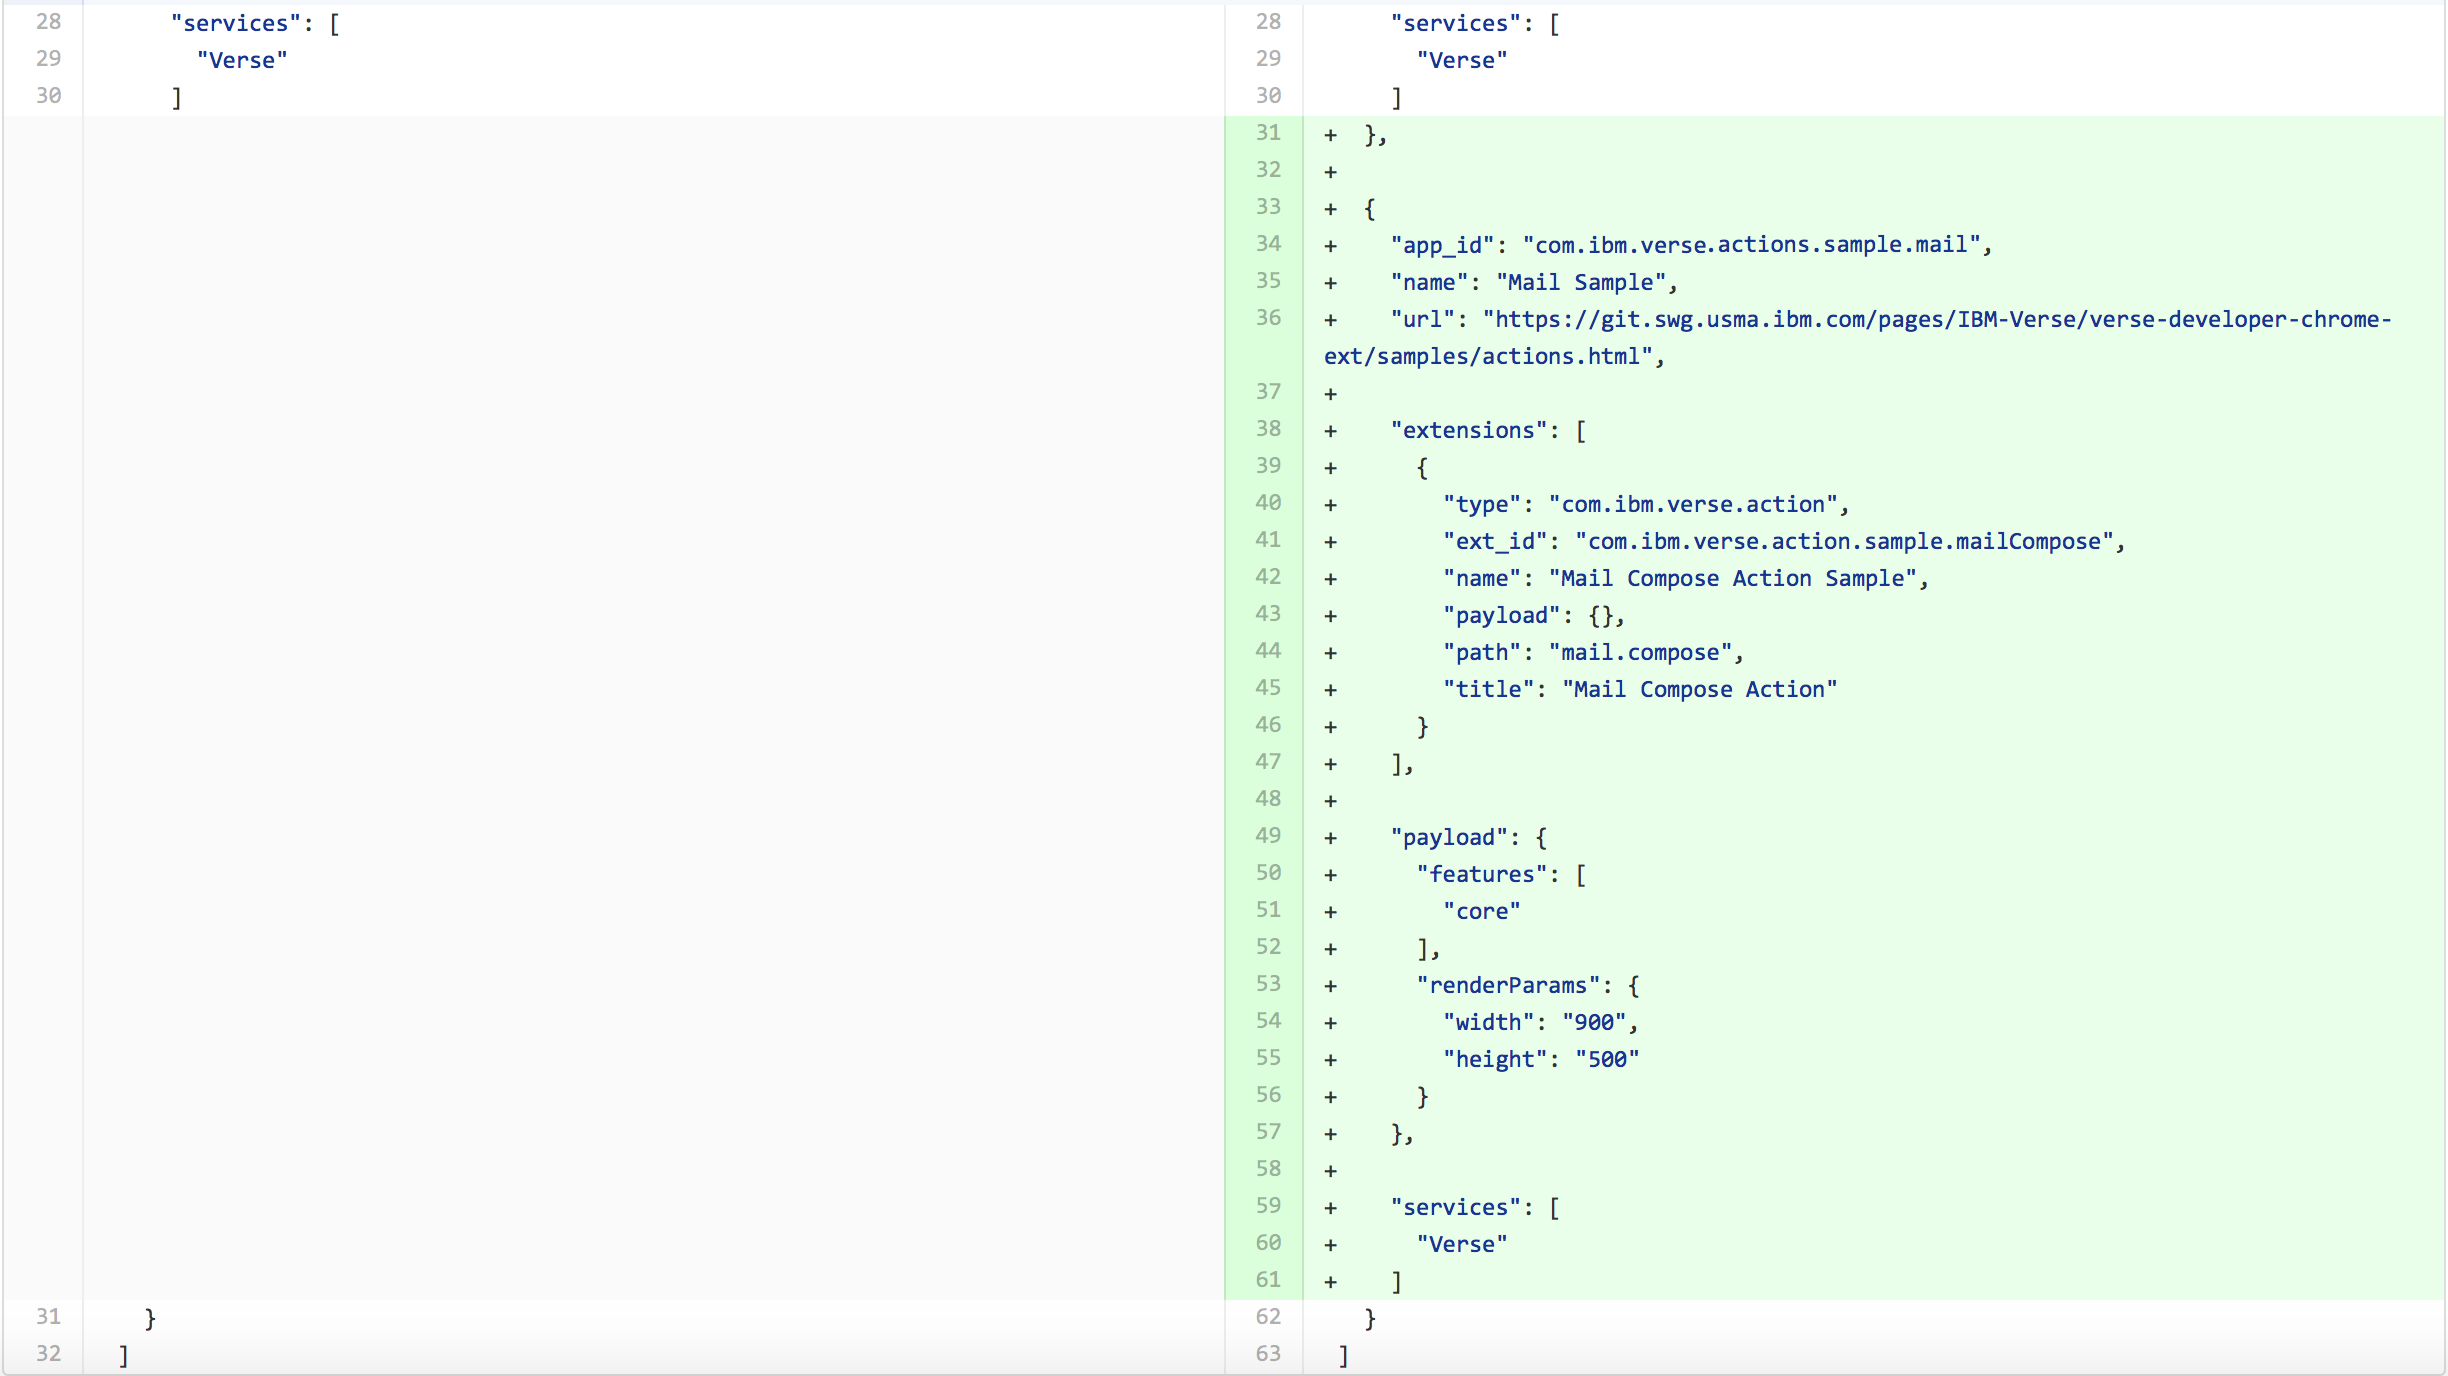 28 "services": [
29 "Verse"
30 ]
31 }
32 ]
28 "services": [
29 "Verse"
30 ]
31 + },
32 +
33 + {
34 + "app_id": "com.ibm.verse.actions.sample.mail",
35 + "name": "Mail Sample",
36 + "url": "https://git.swg.usma.ibm.com/pages/IBM-Verse/verse-developer-chrome-
ext/samples/actions.html",
37 +
38 + "extensions": [
39 + {
40 + "type": "com.ibm.verse.action",
41 + "ext_id": "com.ibm.verse.action.sample.mailCompose",
42 + "name": "Mail Compose Action Sample",
43 + "payload": {},
44 + "path": "mail.compose",
45 + "title": "Mail Compose Action"
46 + }
47 + ],
48 +
49 + "payload": {
50 + "features": [
51 + "core"
52 + ],
53 + "renderParams": {
54 + "width": "900",
55 + "height": "500"
56 + }
57 + },
58 +
59 + "services": [
60 + "Verse"
61 + ]
62 }
63 ]